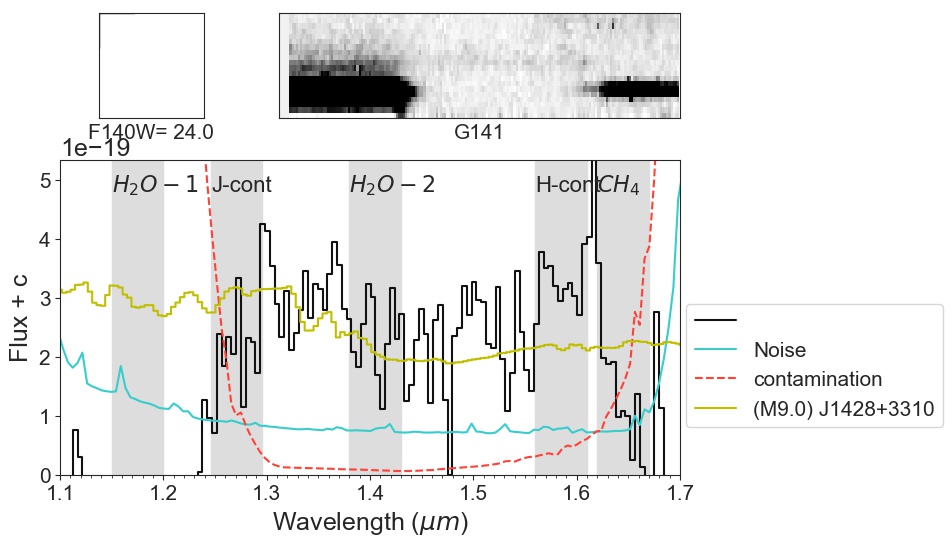 F140W= 24.0
G141
1e−19
H₂O − 1 J-cont H₂O − 2 H-cont CH₄
5
4
3
2
1
0
Flux + c
1.1 1.2 1.3 1.4 1.5 1.6 1.7
Wavelength (μm)
Noise
contamination
(M9.0) J1428+3310